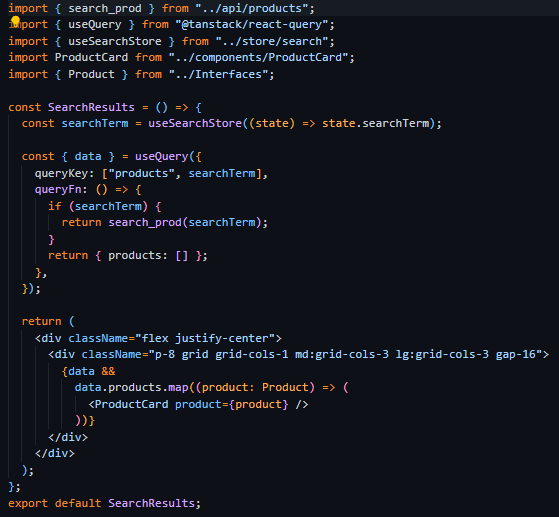 import { search_prod } from "../api/products";
import { useQuery } from "@tanstack/react-query";
import { useSearchStore } from "../store/search";
import ProductCard from "../components/ProductCard";
import { Product } from "../Interfaces";

const SearchResults = () => {
  const searchTerm = useSearchStore((state) => state.searchTerm);

  const { data } = useQuery({
    queryKey: ["products", searchTerm],
    queryFn: () => {
      if (searchTerm) {
        return search_prod(searchTerm);
      }
      return { products: [] };
    },
  });

  return (
    <div className="flex justify-center">
      <div className="p-8 grid grid-cols-1 md:grid-cols-3 lg:grid-cols-3 gap-16">
        {data &&
          data.products.map((product: Product) => (
            <ProductCard product={product} />
          ))}
      </div>
    </div>
  );
};
export default SearchResults;